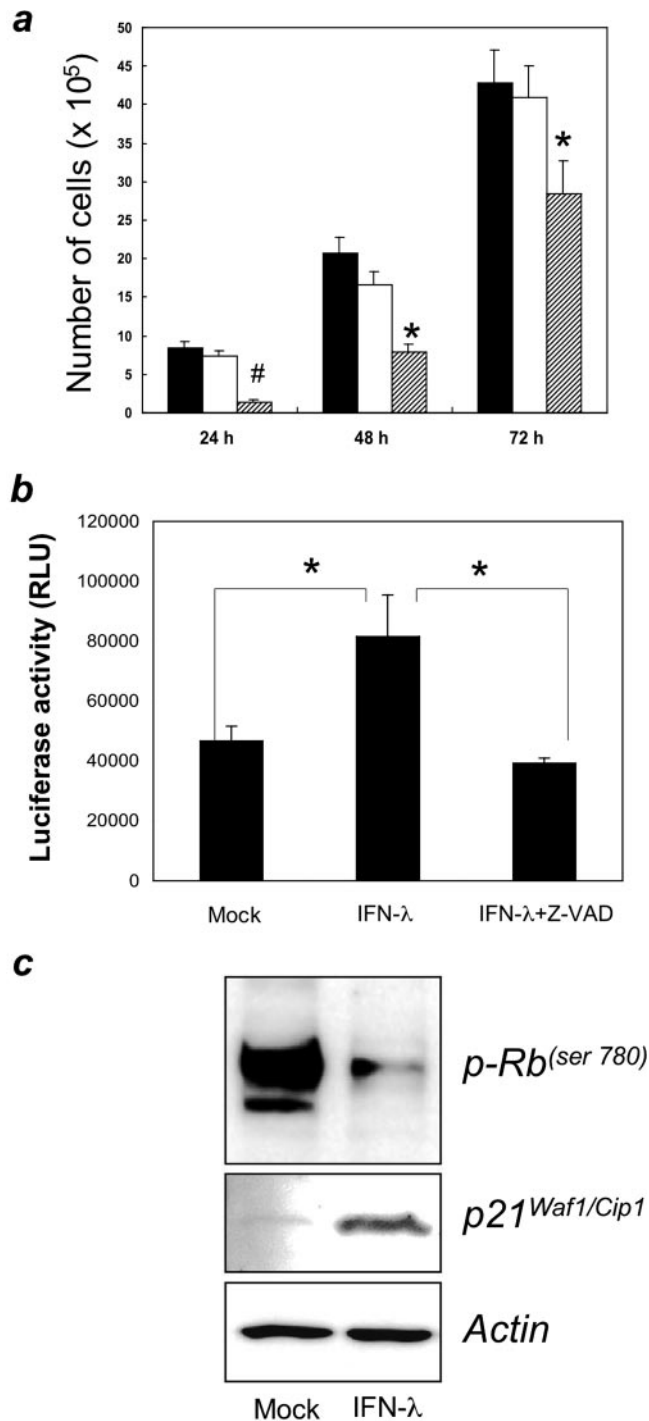 a
Number of cells (x 10⁵)
50
45
40
35
30
25
20
15
10
5
0
#
*
*
24 h 48 h 72 h
b
Luciferase activity (RLU)
120000
100000
80000
60000
40000
20000
0
* *
Mock IFN-λ IFN-λ+Z-VAD
c
p-Rb(ser 780)
p21Waf1/Cip1
Actin
Mock IFN-λ